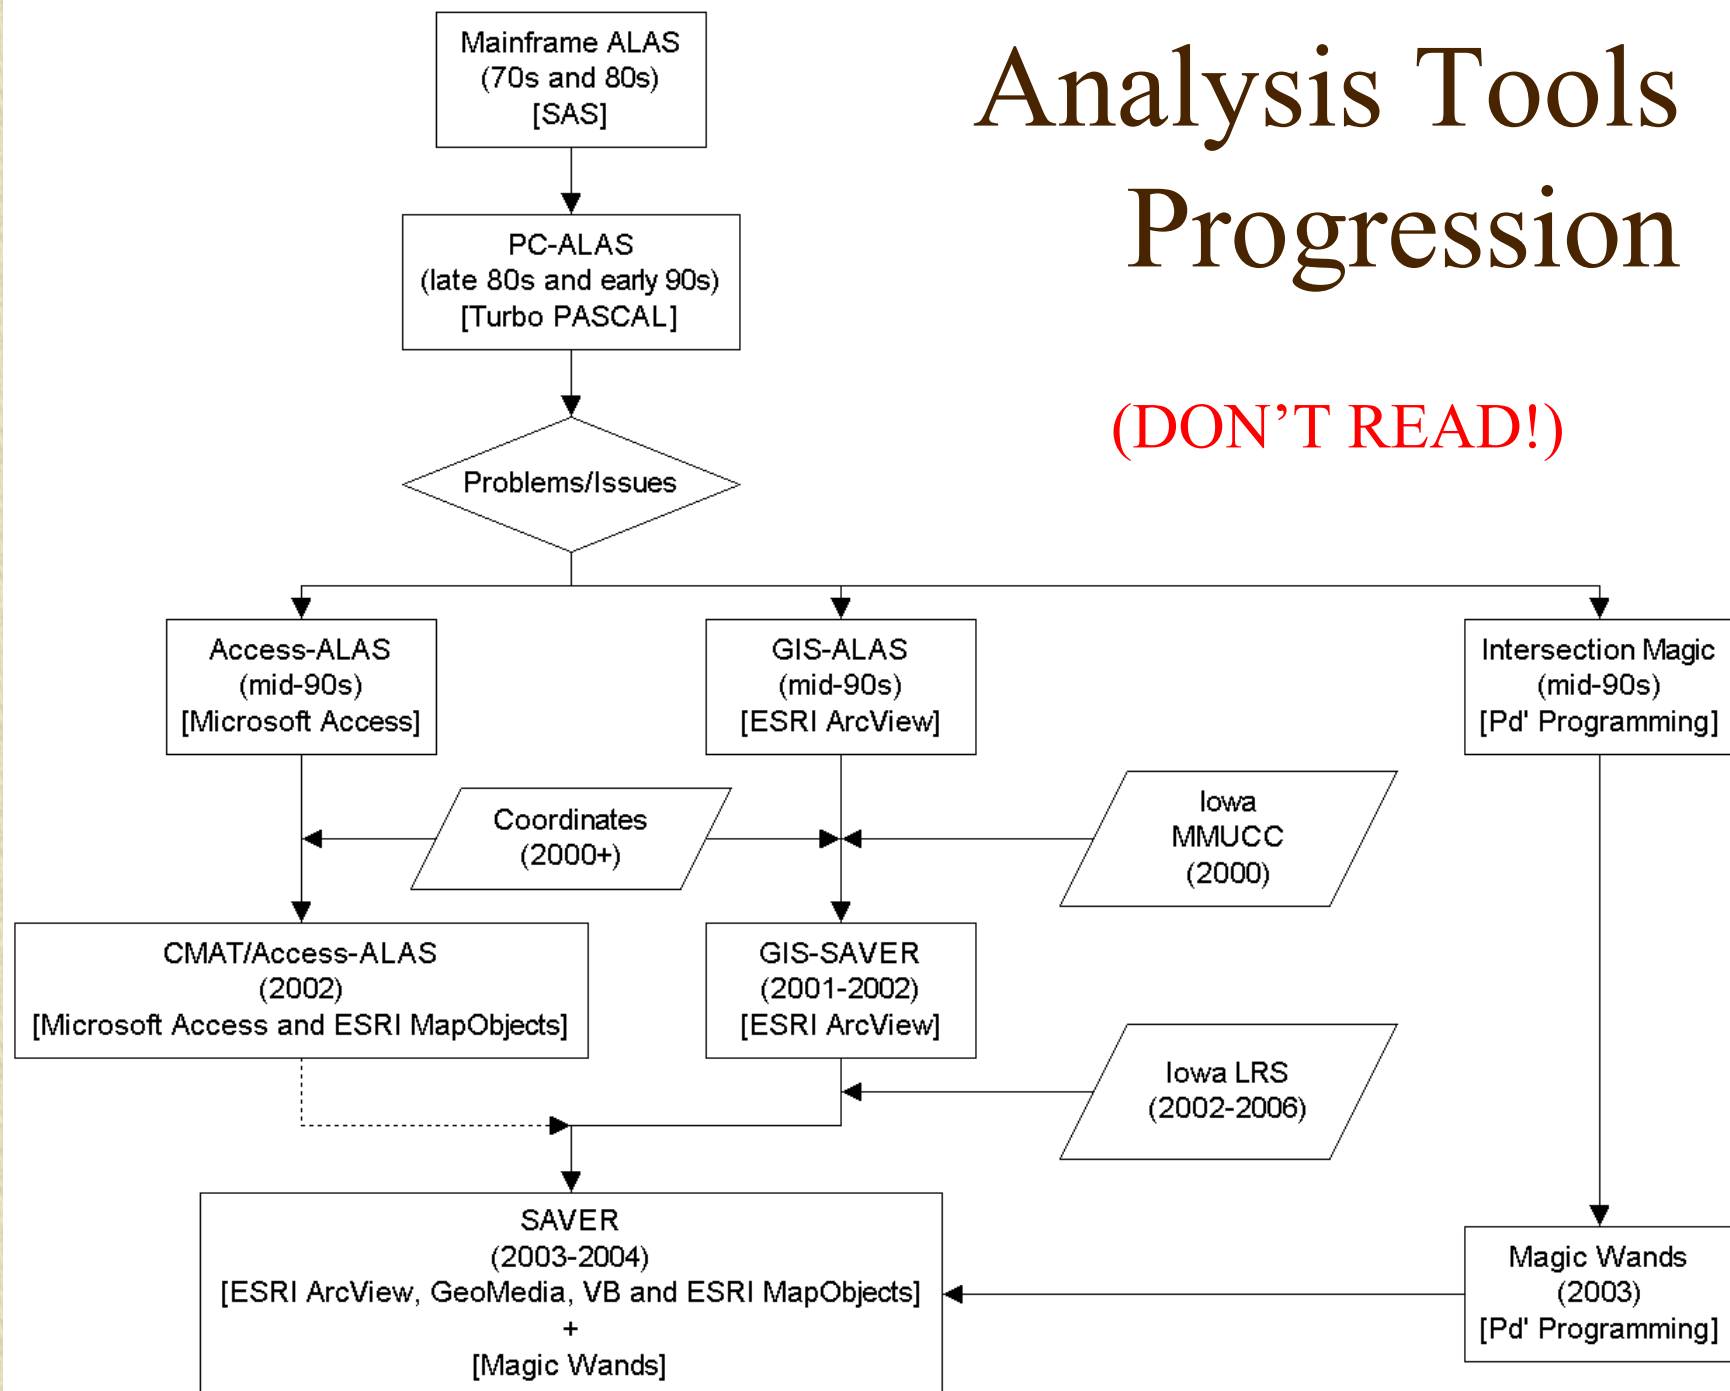 Analysis Tools
Progression
(DON'T READ!)
Mainframe ALAS
(70s and 80s)
[SAS]
PC-ALAS
(late 80s and early 90s)
[Turbo PASCAL]
Problems/Issues
Access-ALAS
(mid-90s)
[Microsoft Access]
GIS-ALAS
(mid-90s)
[ESRI ArcView]
Intersection Magic
(mid-90s)
[Pd' Programming]
Coordinates
(2000+)
Iowa
MMUCC
(2000)
CMAT/Access-ALAS
(2002)
[Microsoft Access and ESRI MapObjects]
GIS-SAVER
(2001-2002)
[ESRI ArcView]
Iowa LRS
(2002-2006)
SAVER
(2003-2004)
[ESRI ArcView, GeoMedia, VB and ESRI MapObjects]
+
[Magic Wands]
Magic Wands
(2003)
[Pd' Programming]